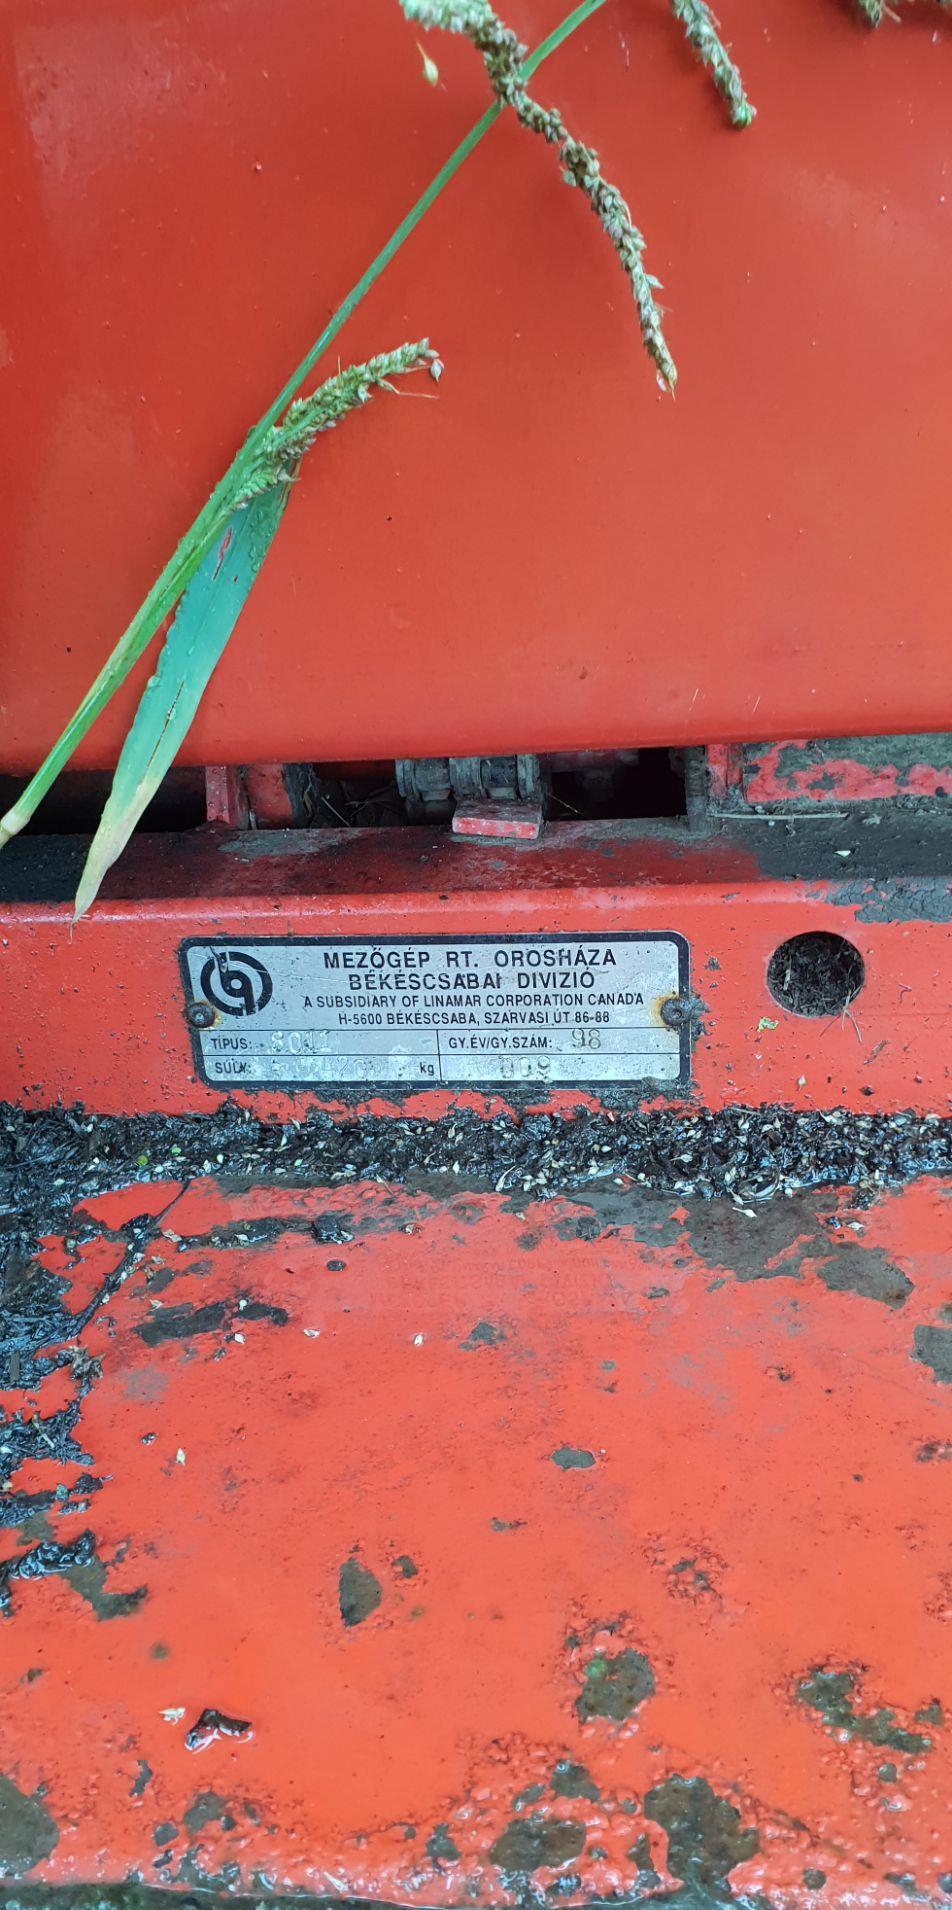 MEZŐGÉP RT. OROSHÁZA
BÉKÉSCSABAI DIVIZIÓ
A SUBSIDIARY OF LINAMAR CORPORATION CANADA
H-5600 BÉKÉSCSABA, SZARVASI ÚT 86-88
TÍPUS: GY.ÉV/GY.SZÁM: 98
SÚLY: kg 009